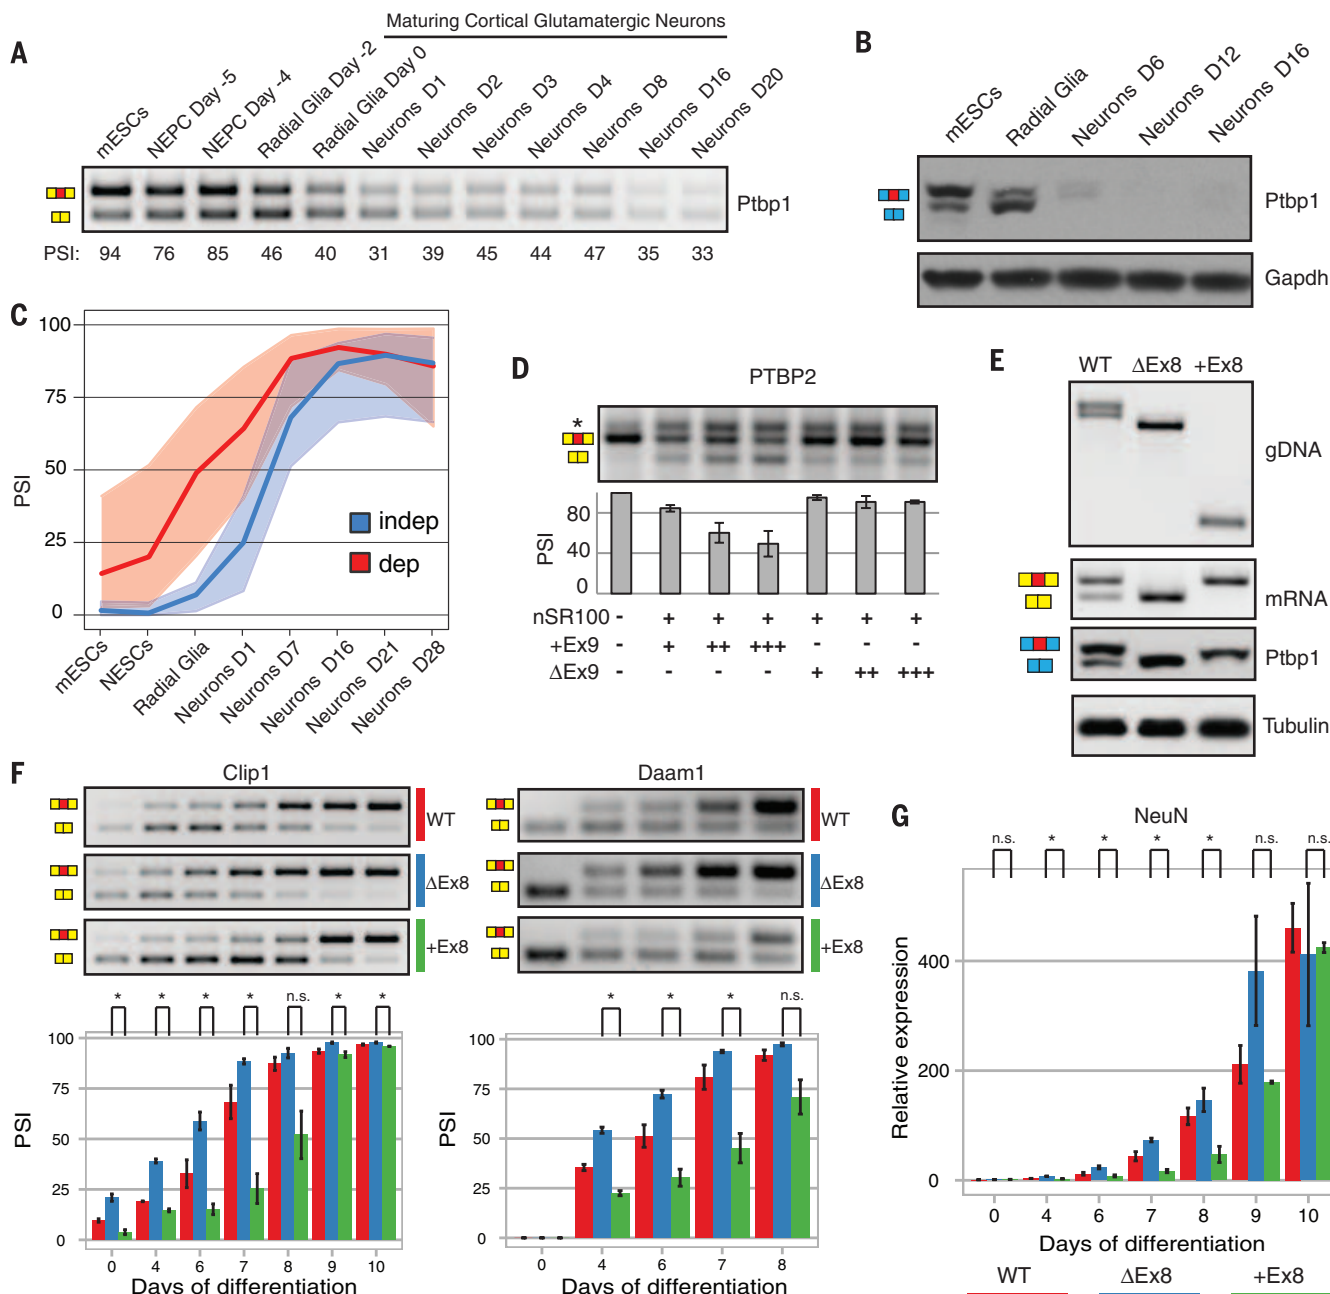 A
Maturing Cortical Glutamatergic Neurons
mESCs
NEPC Day -5
NEPC Day -4
Radial Glia Day -2
Radial Glia Day 0
Neurons D1
Neurons D2
Neurons D3
Neurons D4
Neurons D8
Neurons D16
Neurons D20
Ptbp1
PSI: 94 76 85 46 40 31 39 45 44 47 35 33
B
mESCs
Radial Glia
Neurons D6
Neurons D12
Neurons D16
Ptbp1
Gapdh
C
100
75
50
25
0
PSI
indep
dep
mESCs
NESCs
Radial Glia
Neurons D1
Neurons D7
Neurons D16
Neurons D21
Neurons D28
D
PTBP2
*
PSI
80
40
0
nSR100 - + + + + + +
+Ex9 - + ++ +++ - - -
ΔEx9 - - - - + ++ +++
E
WT ΔEx8 +Ex8
gDNA
mRNA
Ptbp1
Tubulin
F
Clip1
WT
ΔEx8
+Ex8
* * * * n.s. * *
100
75
50
25
0
PSI
0 4 6 7 8 9 10
Days of differentiation
Daam1
WT
ΔEx8
+Ex8
* * * n.s.
100
75
50
25
0
PSI
0 4 6 7 8
Days of differentiation
G
NeuN
n.s. * * * * n.s. n.s.
400
200
0
Relative expression
0 4 6 7 8 9 10
Days of differentiation
WT ΔEx8 +Ex8